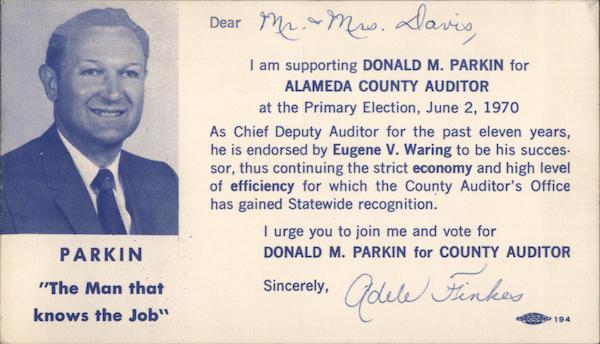 Dear Mr. & Mrs. Davis,
I am supporting DONALD M. PARKIN for
ALAMEDA COUNTY AUDITOR
at the Primary Election, June 2, 1970
As Chief Deputy Auditor for the past eleven years,
he is endorsed by Eugene V. Waring to be his succes-
sor, thus continuing the strict economy and high level
of efficiency for which the County Auditor's Office
has gained Statewide recognition.
I urge you to join me and vote for
DONALD M. PARKIN for COUNTY AUDITOR
Sincerely, Adele Finkes
194
PARKIN
"The Man that
knows the Job"